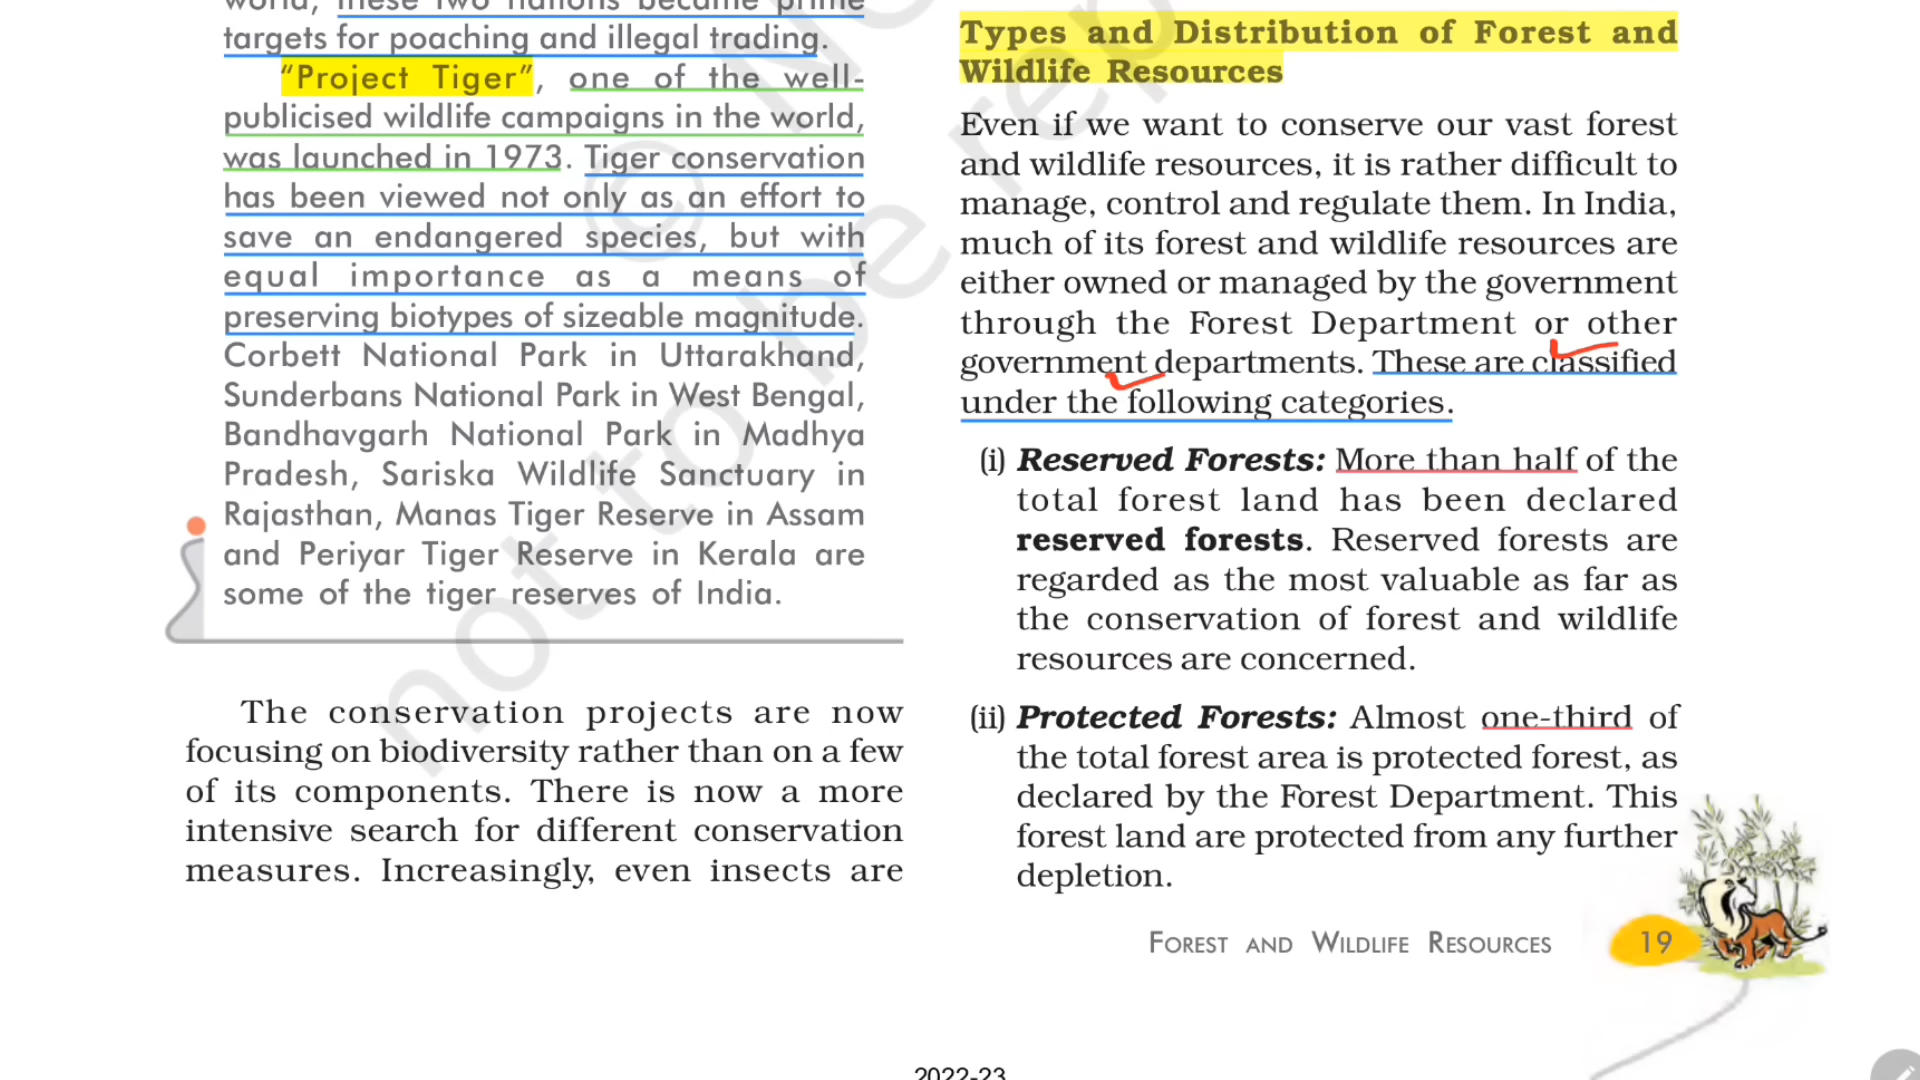 world, these two nations became prime
targets for poaching and illegal trading.
“Project Tiger”, one of the well-
publicised wildlife campaigns in the world,
was launched in 1973. Tiger conservation
has been viewed not only as an effort to
save an endangered species, but with
equal importance as a means of
preserving biotypes of sizeable magnitude.
Corbett National Park in Uttarakhand,
Sunderbans National Park in West Bengal,
Bandhavgarh National Park in Madhya
Pradesh, Sariska Wildlife Sanctuary in
Rajasthan, Manas Tiger Reserve in Assam
and Periyar Tiger Reserve in Kerala are
some of the tiger reserves of India.
The conservation projects are now
focusing on biodiversity rather than on a few
of its components. There is now a more
intensive search for different conservation
measures. Increasingly, even insects are
Types and Distribution of Forest and
Wildlife Resources
Even if we want to conserve our vast forest
and wildlife resources, it is rather difficult to
manage, control and regulate them. In India,
much of its forest and wildlife resources are
either owned or managed by the government
through the Forest Department or other
government departments. These are classified
under the following categories.
(i) Reserved Forests: More than half of the
total forest land has been declared
reserved forests. Reserved forests are
regarded as the most valuable as far as
the conservation of forest and wildlife
resources are concerned.
(ii) Protected Forests: Almost one-third of
the total forest area is protected forest, as
declared by the Forest Department. This
forest land are protected from any further
depletion.
FOREST AND WILDLIFE RESOURCES 19
2022-23
© N
not to be rep